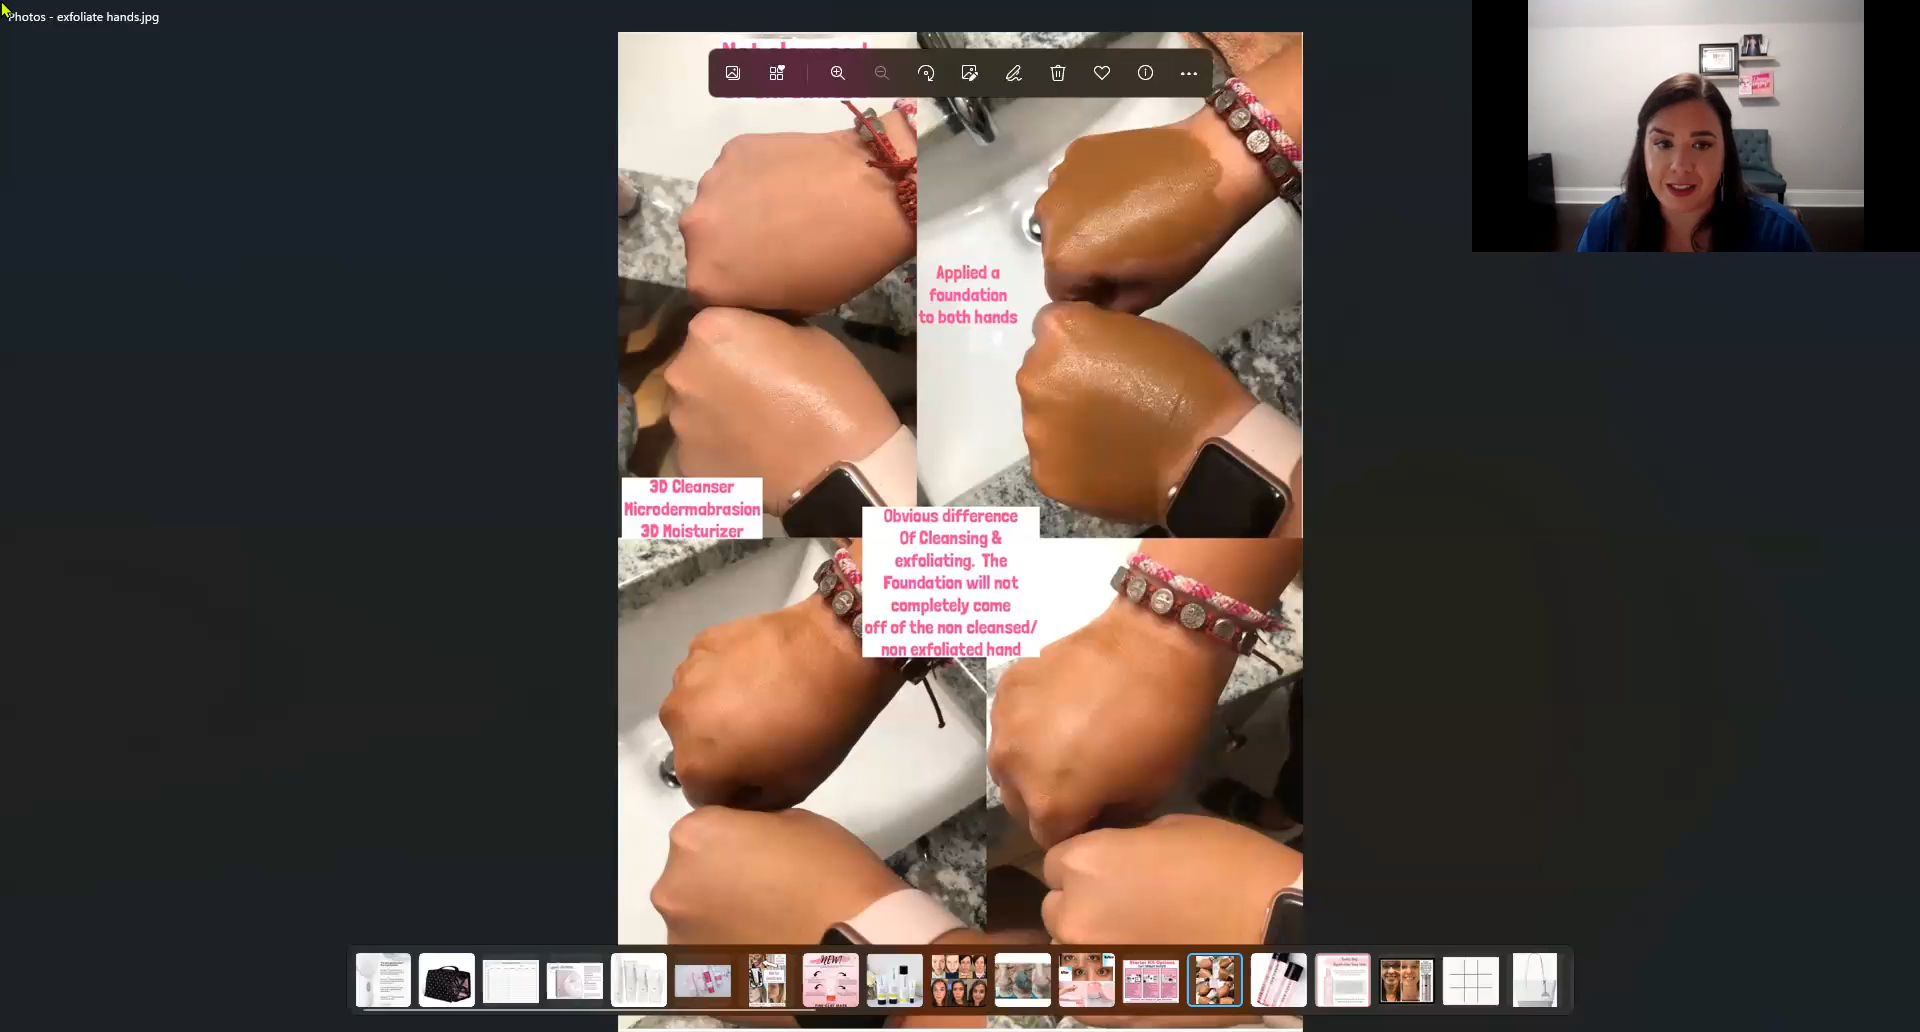 Photos - exfoliate hands.jpg
Applied a
foundation
to both hands
3D Cleanser
Microdermabrasion
3D Moisturizer
Obvious difference
Of Cleansing &
exfoliating. The
Foundation will not
completely come
off of the non cleansed/
non exfoliated hand
NEW!